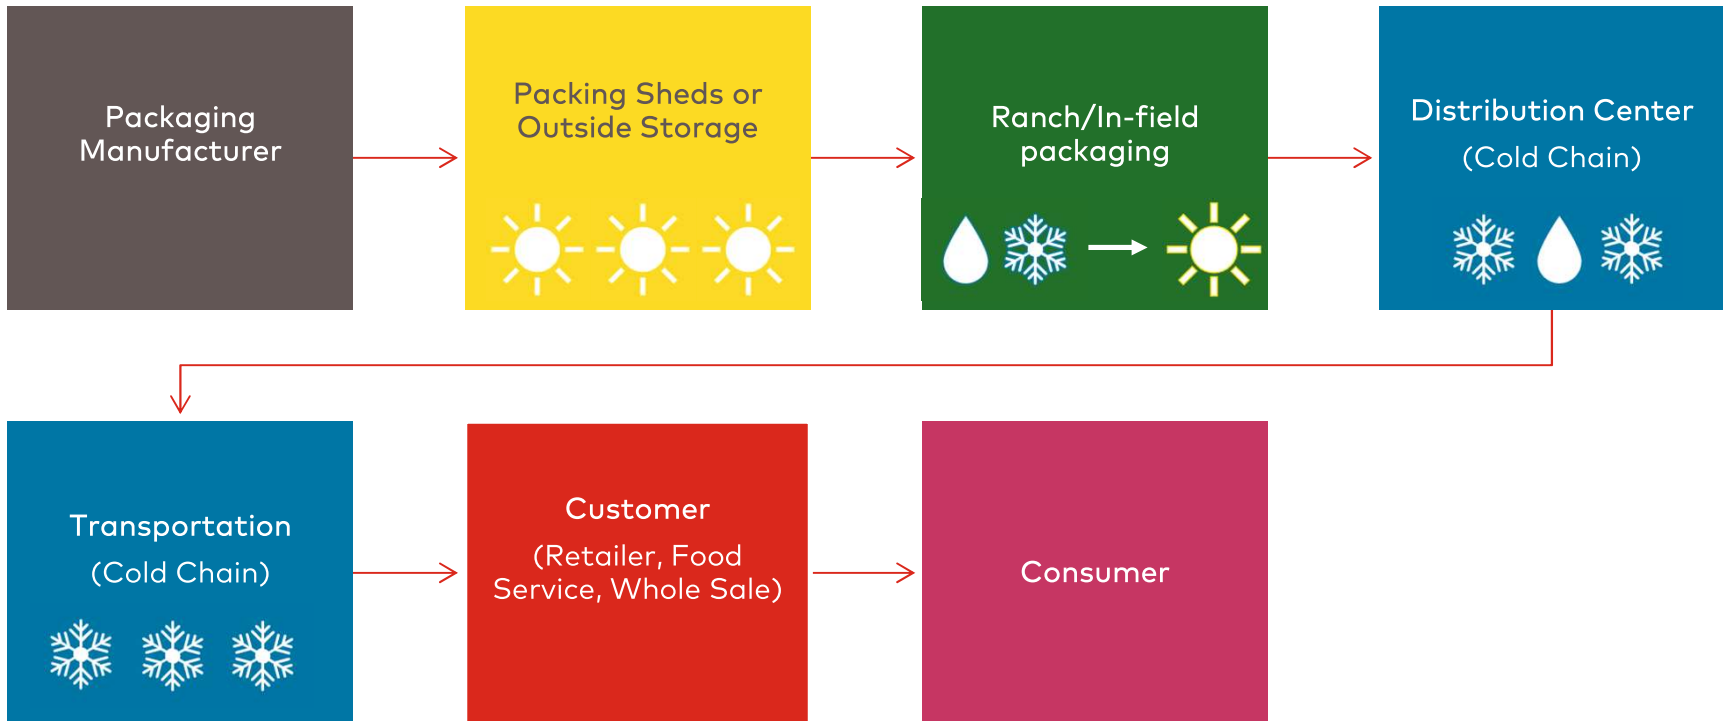 Packaging
Manufacturer
Packing Sheds or
Outside Storage
Ranch/In-field
packaging
Distribution Center
(Cold Chain)
Transportation
(Cold Chain)
Customer
(Retailer, Food
Service, Whole Sale)
Consumer